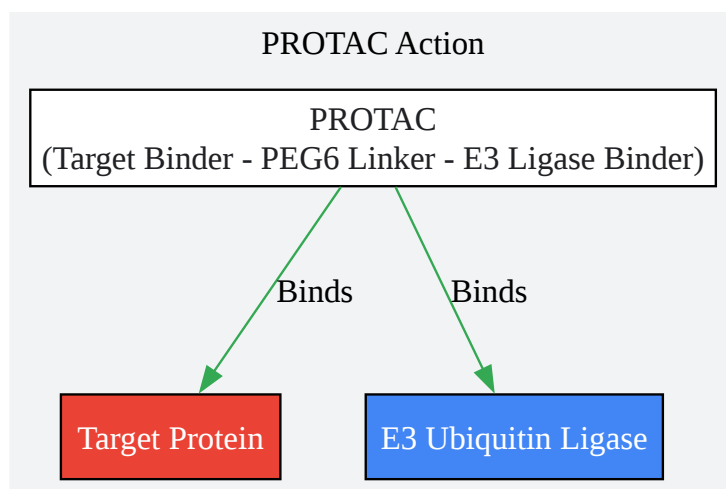 PROTAC Action
PROTAC
(Target Binder - PEG6 Linker - E3 Ligase Binder)
Binds
Binds
Target Protein
E3 Ubiquitin Ligase